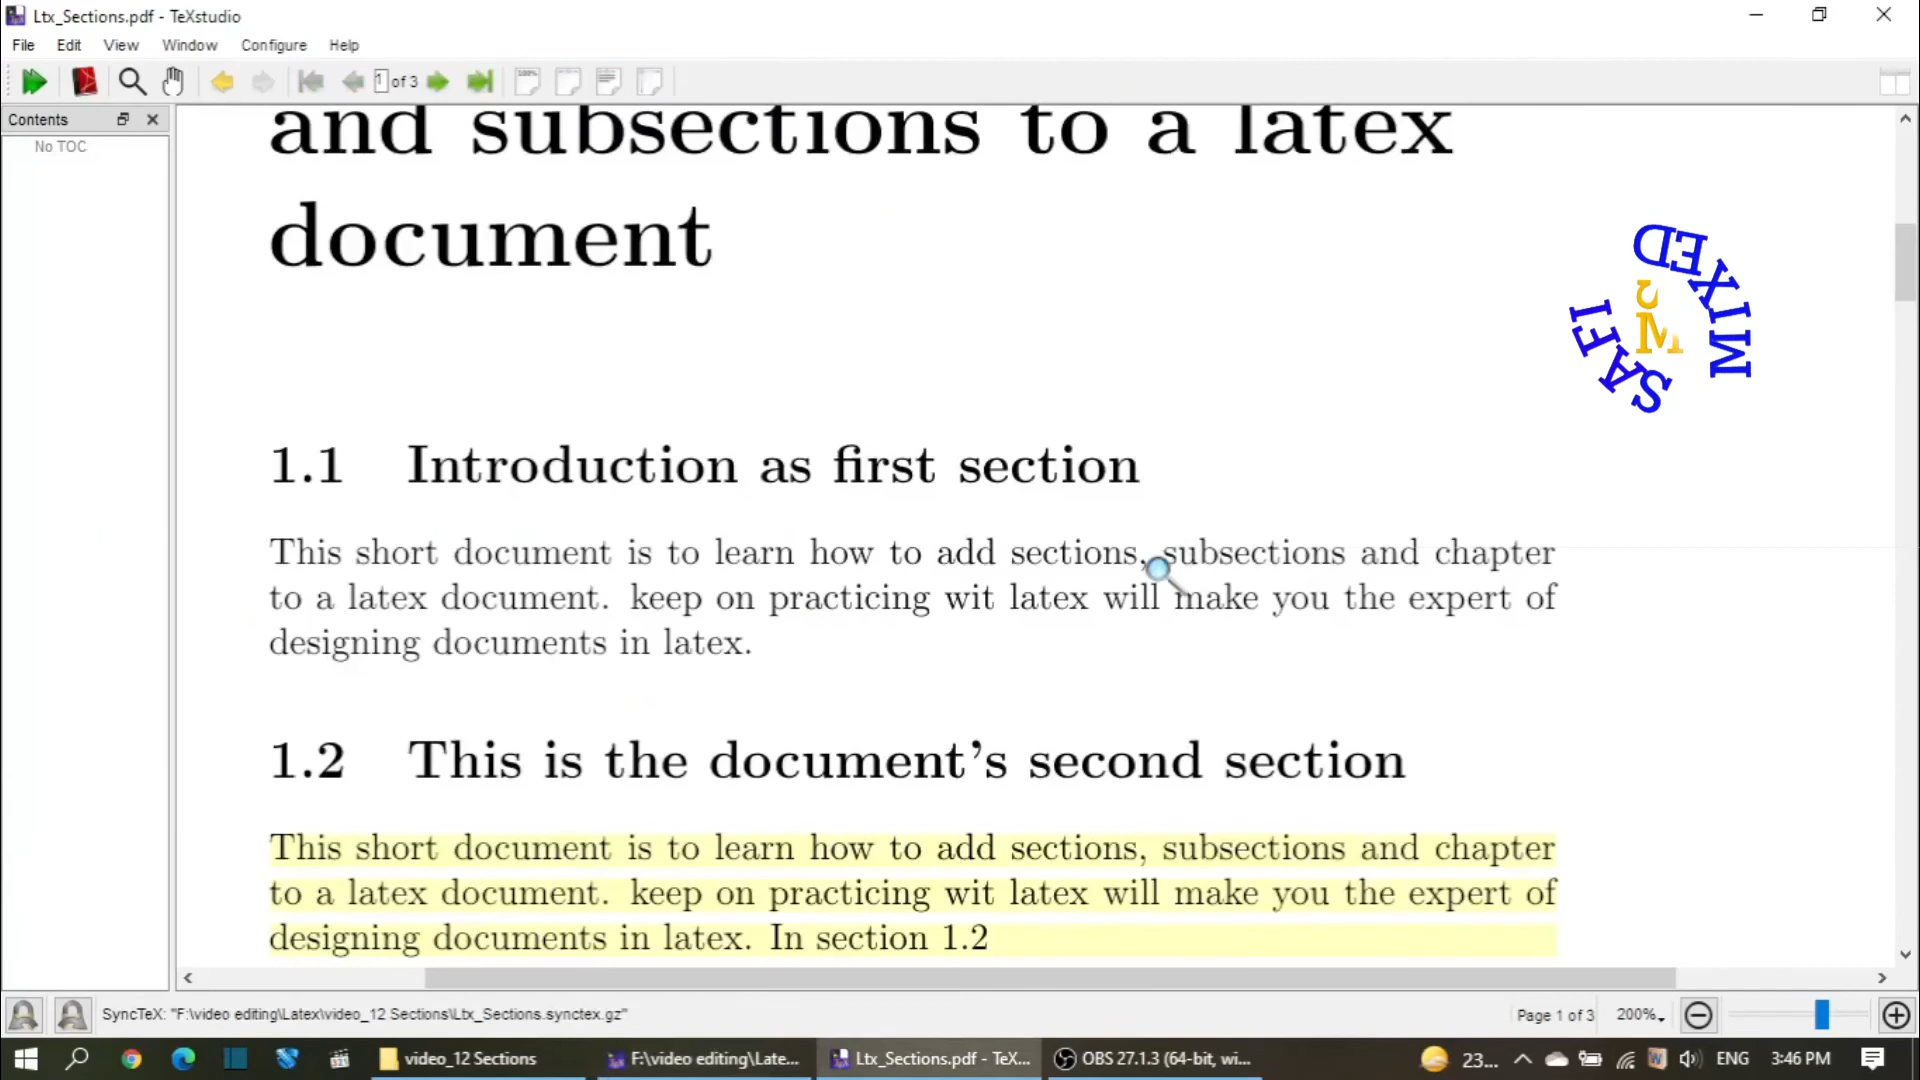 Ltx_Sections.pdf - TeXstudio
File Edit View Window Configure Help
100% 1 of 3
Contents
No TOC
and subsections to a latex
document
MIXED
SAFI
M
1.1 Introduction as first section
This short document is to learn how to add sections, subsections and chapter
to a latex document. keep on practicing wit latex will make you the expert of
designing documents in latex.
1.2 This is the document’s second section
This short document is to learn how to add sections, subsections and chapter
to a latex document. keep on practicing wit latex will make you the expert of
designing documents in latex. In section 1.2
SyncTeX: "F:\video editing\Latex\video_12 Sections\Ltx_Sections.synctex.gz"
Page 1 of 3 200%
video_12 Sections F:\video editing\Late... Ltx_Sections.pdf - TeX... OBS 27.1.3 (64-bit, wi... 23... ENG 3:46 PM